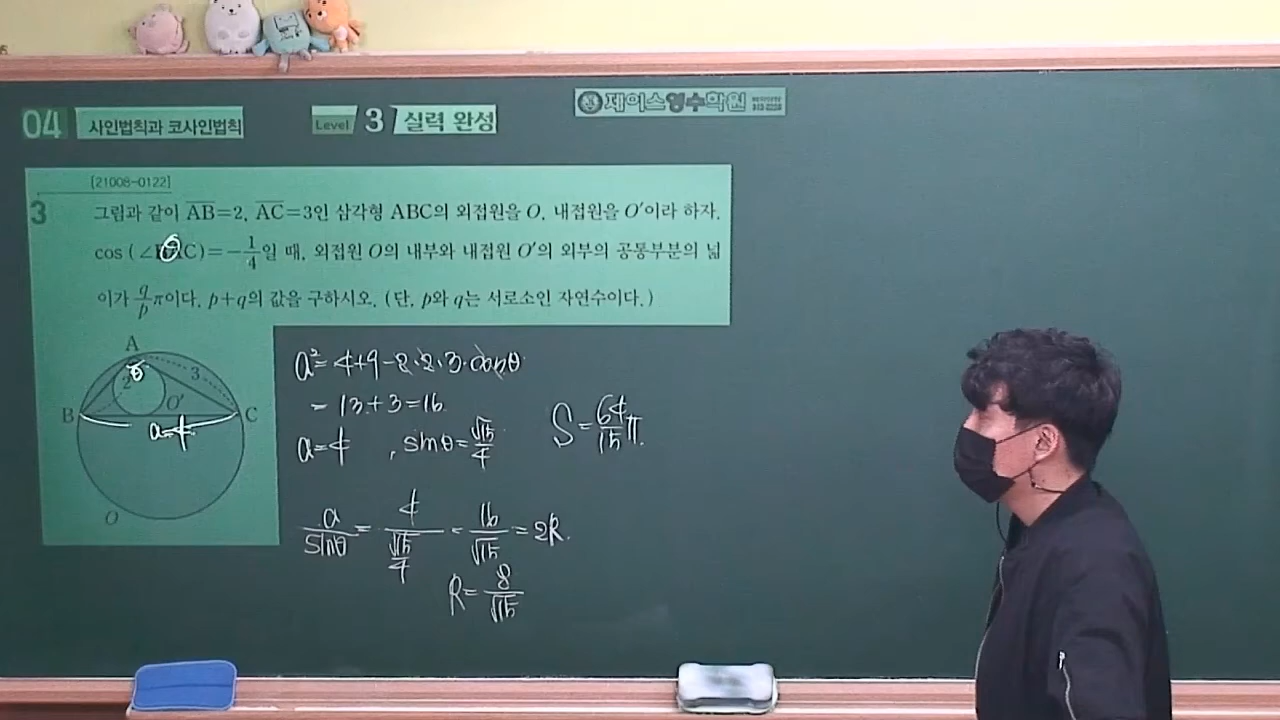 04 사인법칙과 코사인법칙 Level 3 실력 완성
제이스영수학원
[21008-0122]
3 그림과 같이 AB=2, AC=3인 삼각형 ABC의 외접원을 O, 내접원을 O′이라 하자.
cos(∠θAC)=-1/4일 때, 외접원 O의 내부와 내접원 O′의 외부의 공통부분의 넓
이가 q/p π이다. p+q의 값을 구하시오. (단, p와 q는 서로소인 자연수이다.)
A
θ
2
3
O′
B
C
a=4
O
a²=4+9-2·2·3·cosθ
=13+3=16
a=4, sinθ=√15/4
S=64/15 π.
a/sinθ = 4/(√15/4) = 16/√15 = 2R.
R=8/√15